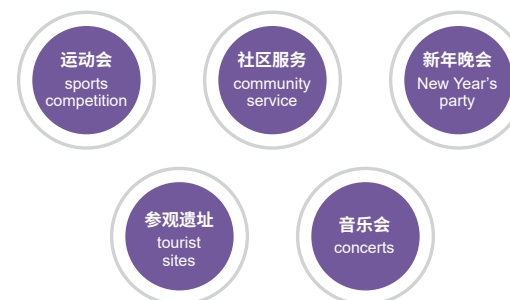 运动会
sports
competition
社区服务
community
service
新年晚会
New Year's
party
参观遗址
tourist
sites
音乐会
concerts